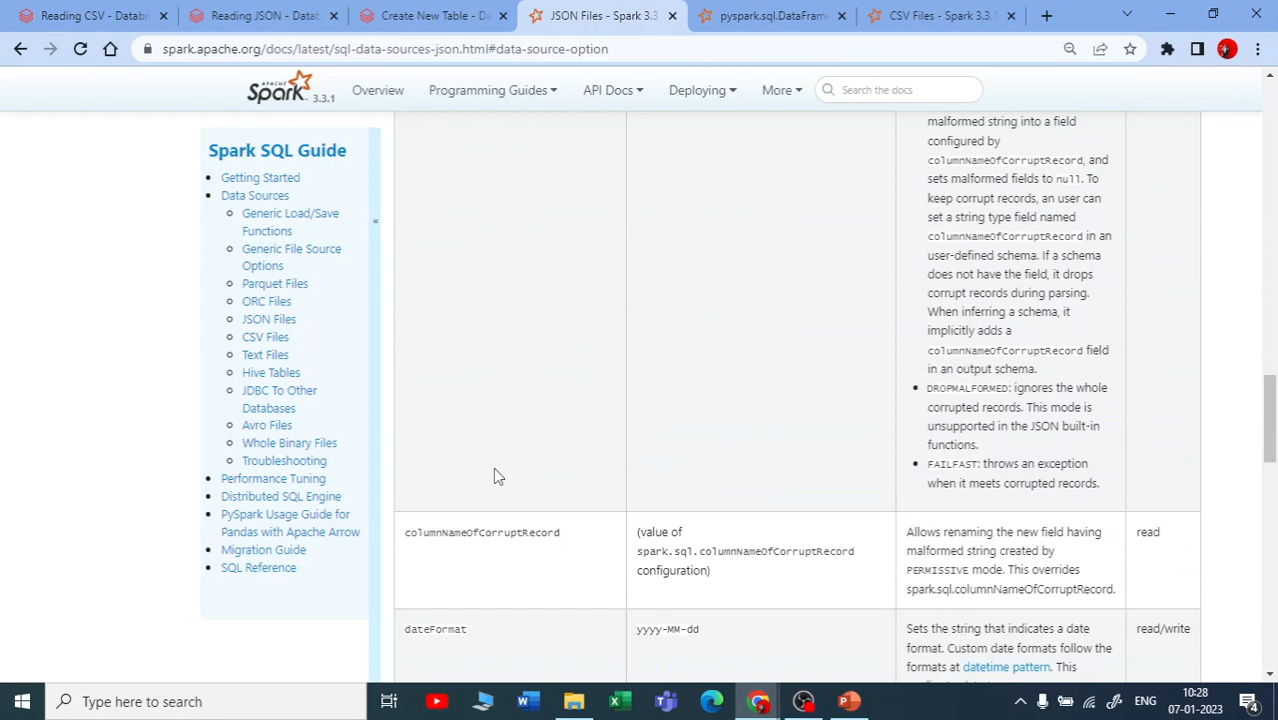 Reading CSV - Databr
Reading JSON - Datab
Create New Table - D
JSON Files - Spark 3.3
pyspark.sql.DataFram
CSV Files - Spark 3.3.1
spark.apache.org/docs/latest/sql-data-sources-json.html#data-source-option
APACHE
Spark 3.3.1
Overview
Programming Guides
API Docs
Deploying
More
Search the docs
Spark SQL Guide
Getting Started
Data Sources
Generic Load/Save
Functions
Generic File Source
Options
Parquet Files
ORC Files
JSON Files
CSV Files
Text Files
Hive Tables
JDBC To Other
Databases
Avro Files
Whole Binary Files
Troubleshooting
Performance Tuning
Distributed SQL Engine
PySpark Usage Guide for
Pandas with Apache Arrow
Migration Guide
SQL Reference
«
malformed string into a field
configured by
columnNameOfCorruptRecord, and
sets malformed fields to null. To
keep corrupt records, an user can
set a string type field named
columnNameOfCorruptRecord in an
user-defined schema. If a schema
does not have the field, it drops
corrupt records during parsing.
When inferring a schema, it
implicitly adds a
columnNameOfCorruptRecord field
in an output schema.
DROPMALFORMED: ignores the whole
corrupted records. This mode is
unsupported in the JSON built-in
functions.
FAILFAST: throws an exception
when it meets corrupted records.
columnNameOfCorruptRecord
(value of
spark.sql.columnNameOfCorruptRecord
configuration)
Allows renaming the new field having
malformed string created by
PERMISSIVE mode. This overrides
spark.sql.columnNameOfCorruptRecord.
read
dateFormat
yyyy-MM-dd
Sets the string that indicates a date
format. Custom date formats follow the
formats at datetime pattern. This
read/write
Type here to search
ENG
10:28
07-01-2023
4